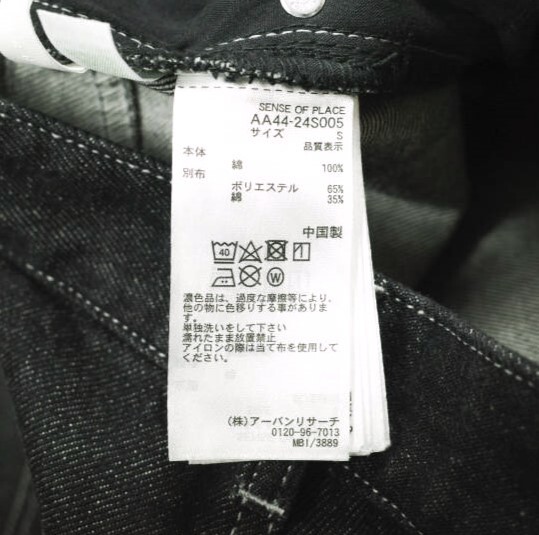 SENSE OF PLACE
AA44-24S005
サイズ S
品質表示
本体
綿 100%
別布
ポリエステル 65%
綿 35%
中国製
40
W
濃色品は、過度な摩擦等により、
他の物に色移りする事がありま
す。
単独洗いをして下さい
濡れたまま放置禁止
アイロンの際は当て布を使用して
ください。
(株)アーバンリサーチ
0120-96-7013
MBI/3889